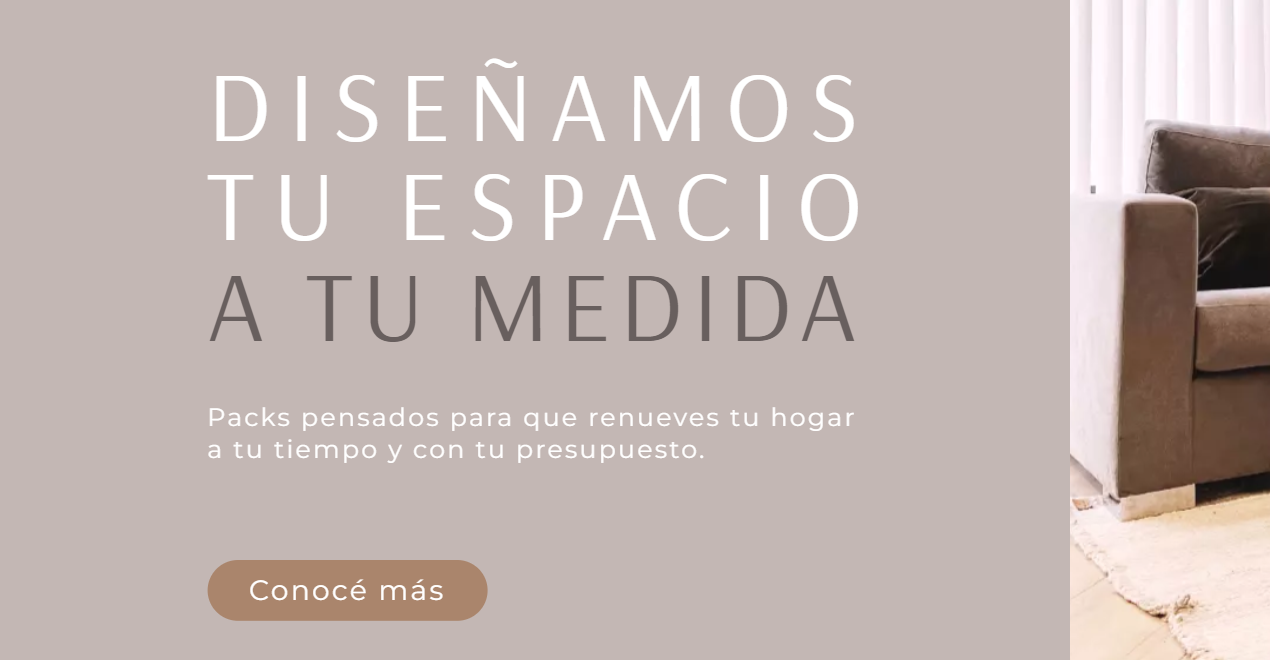 DISEÑAMOS
TU ESPACIO
A TU MEDIDA
Packs pensados para que renueves tu hogar
a tu tiempo y con tu presupuesto.
Conocé más